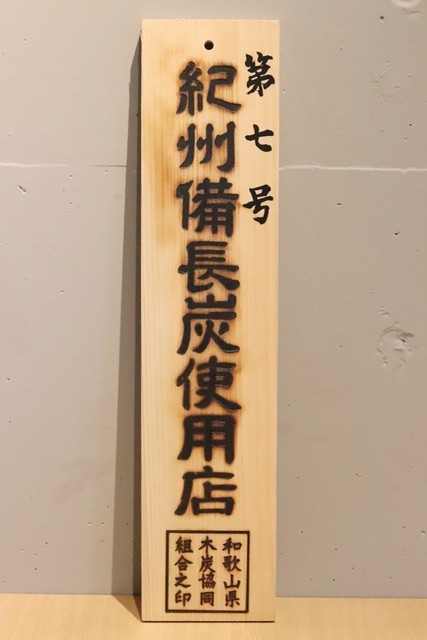 第七号
紀州備長炭使用店
和歌山県
木炭協同
組合之印